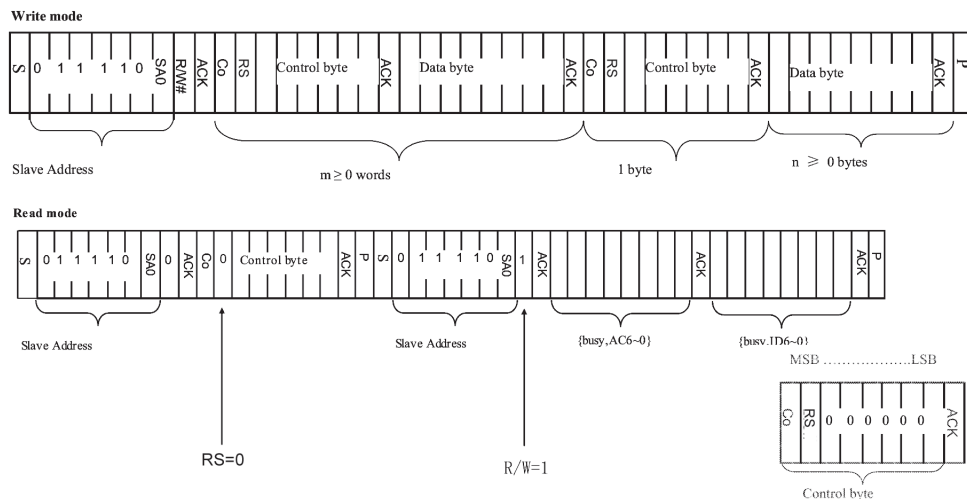 Write mode
S 0 1 1 1 1 0 SA0 R/W# ACK Co RS Control byte ACK Data byte ACK Co RS Control byte ACK Data byte ACK P
Slave Address
m ≥ 0 words
1 byte
n ≥ 0 bytes
Read mode
S 0 1 1 1 1 0 SA0 0 ACK Co 0 Control byte ACK P S 0 1 1 1 1 0 SA0 1 ACK ACK ACK P
Slave Address
Slave Address
{busy,AC6~0}
{busy,ID6~0}
MSB ...................LSB
Co RS 0 0 0 0 0 0 ACK
Control byte
RS=0
R/W=1